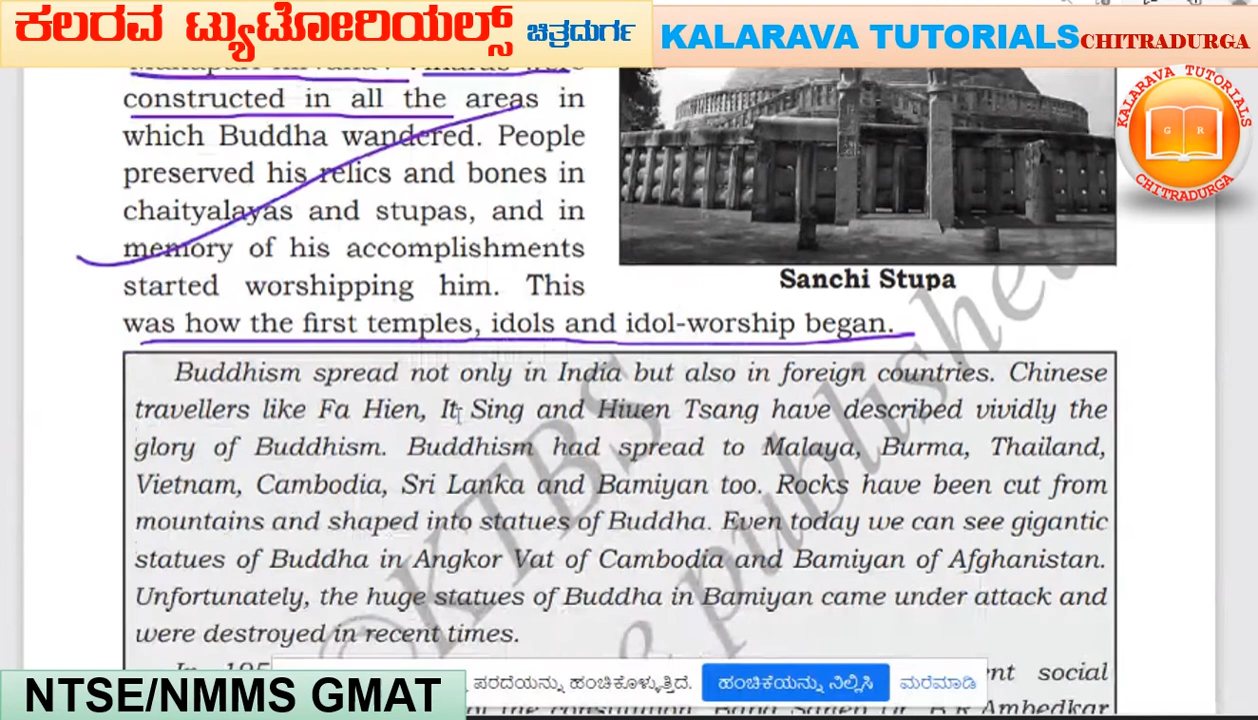 ಕಲರವ ಟ್ಯುಟೋರಿಯಲ್ಸ್ ಚಿತ್ರದುರ್ಗ
KALARAVA TUTORIALS CHITRADURGA
KALARAVA TUTORIALS
G R
CHITRADURGA
constructed in all the areas in
which Buddha wandered. People
preserved his relics and bones in
chaityalayas and stupas, and in
memory of his accomplishments
started worshipping him. This
was how the first temples, idols and idol-worship began.
Sanchi Stupa
Buddhism spread not only in India but also in foreign countries. Chinese
travellers like Fa Hien, It Sing and Hiuen Tsang have described vividly the
glory of Buddhism. Buddhism had spread to Malaya, Burma, Thailand,
Vietnam, Cambodia, Sri Lanka and Bamiyan too. Rocks have been cut from
mountains and shaped into statues of Buddha. Even today we can see gigantic
statues of Buddha in Angkor Vat of Cambodia and Bamiyan of Afghanistan.
Unfortunately, the huge statues of Buddha in Bamiyan came under attack and
were destroyed in recent times.
social
ಪರದೆಯನ್ನು ಹಂಚಿಕೊಳ್ಳುತ್ತಿದೆ. ಹಂಚಿಕೆಯನ್ನು ನಿಲ್ಲಿಸಿ ಮರೆಮಾಡಿ
Ambedkar
NTSE/NMMS GMAT
©KTBS
published